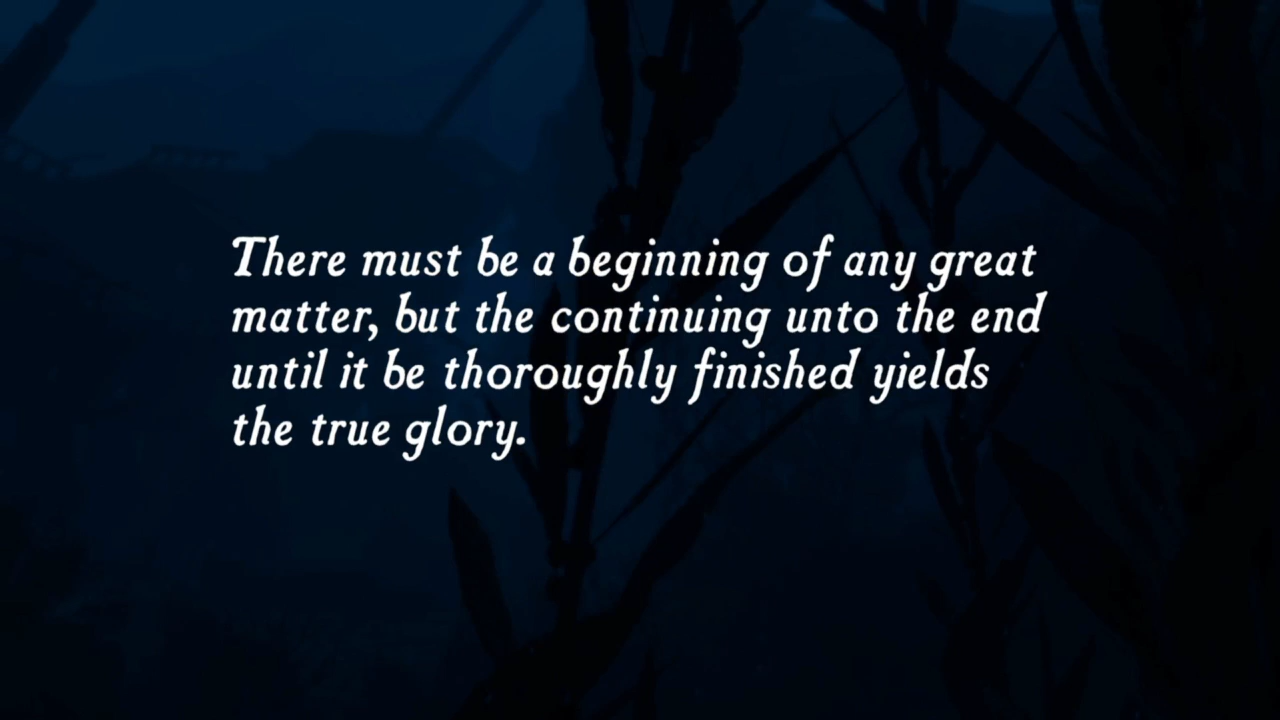 There must be a beginning of any great
matter, but the continuing unto the end
until it be thoroughly finished yields
the true glory.